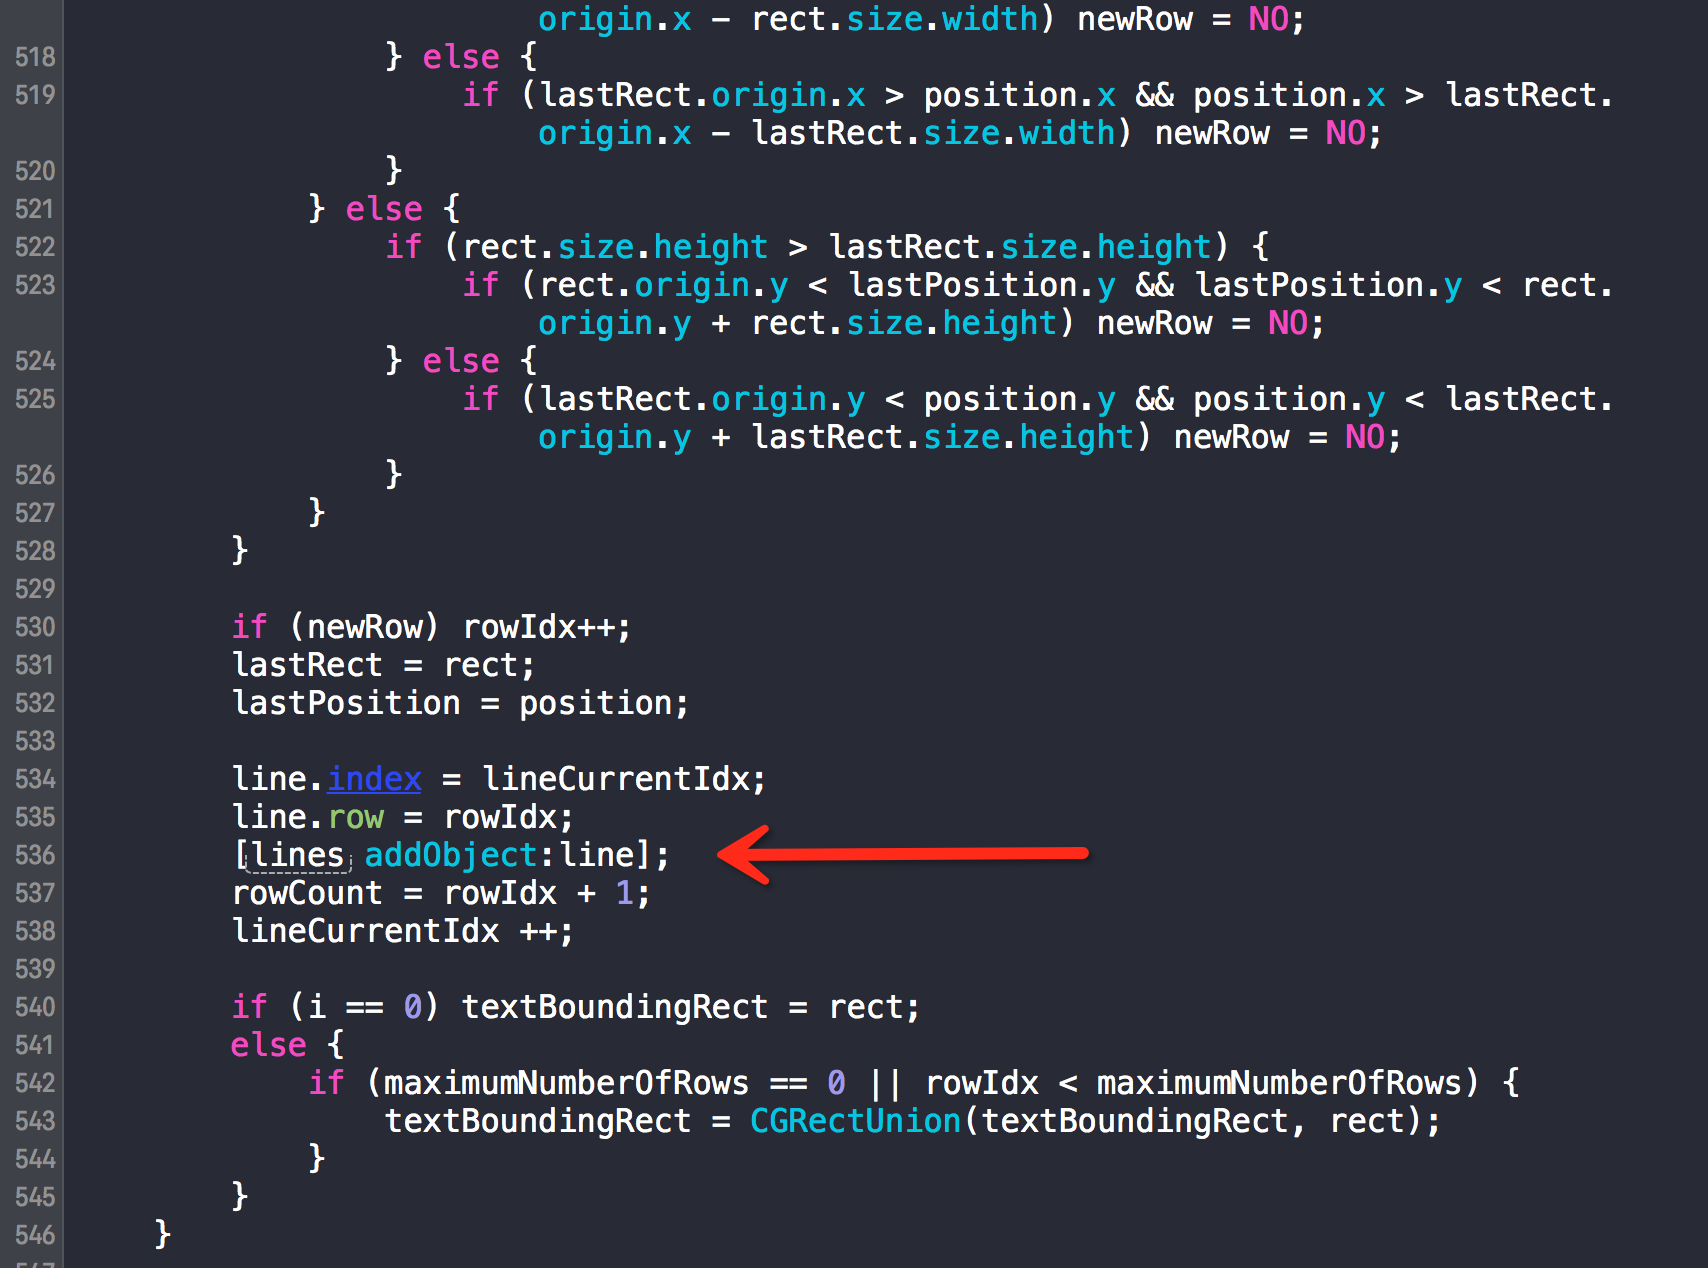 origin.x - rect.size.width) newRow = NO;
518 } else {
519 if (lastRect.origin.x > position.x && position.x > lastRect.
origin.x - lastRect.size.width) newRow = NO;
520 }
521 } else {
522 if (rect.size.height > lastRect.size.height) {
523 if (rect.origin.y < lastPosition.y && lastPosition.y < rect.
origin.y + rect.size.height) newRow = NO;
524 } else {
525 if (lastRect.origin.y < position.y && position.y < lastRect.
origin.y + lastRect.size.height) newRow = NO;
526 }
527 }
528 }
529
530 if (newRow) rowIdx++;
531 lastRect = rect;
532 lastPosition = position;
533
534 line.index = lineCurrentIdx;
535 line.row = rowIdx;
536 [lines addObject:line];
537 rowCount = rowIdx + 1;
538 lineCurrentIdx ++;
539
540 if (i == 0) textBoundingRect = rect;
541 else {
542 if (maximumNumberOfRows == 0 || rowIdx < maximumNumberOfRows) {
543 textBoundingRect = CGRectUnion(textBoundingRect, rect);
544 }
545 }
546 }